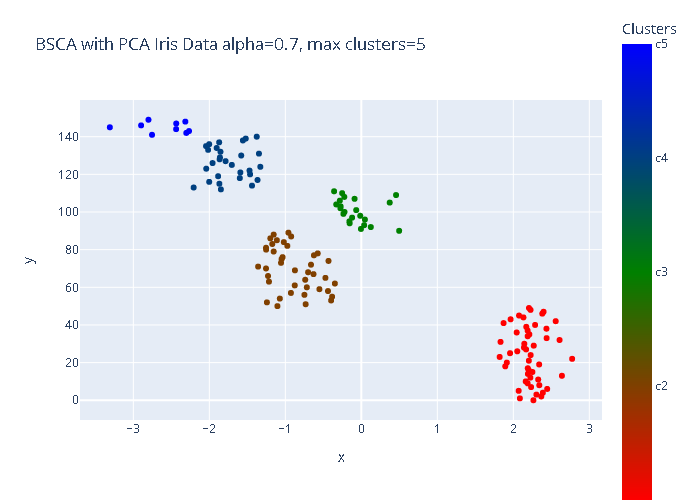 BSCA with PCA Iris Data alpha=0.7, max clusters=5
Clusters
c5
c4
c3
c2
140
120
100
80
60
40
20
0
y
−3
−2
−1
0
1
2
3
x